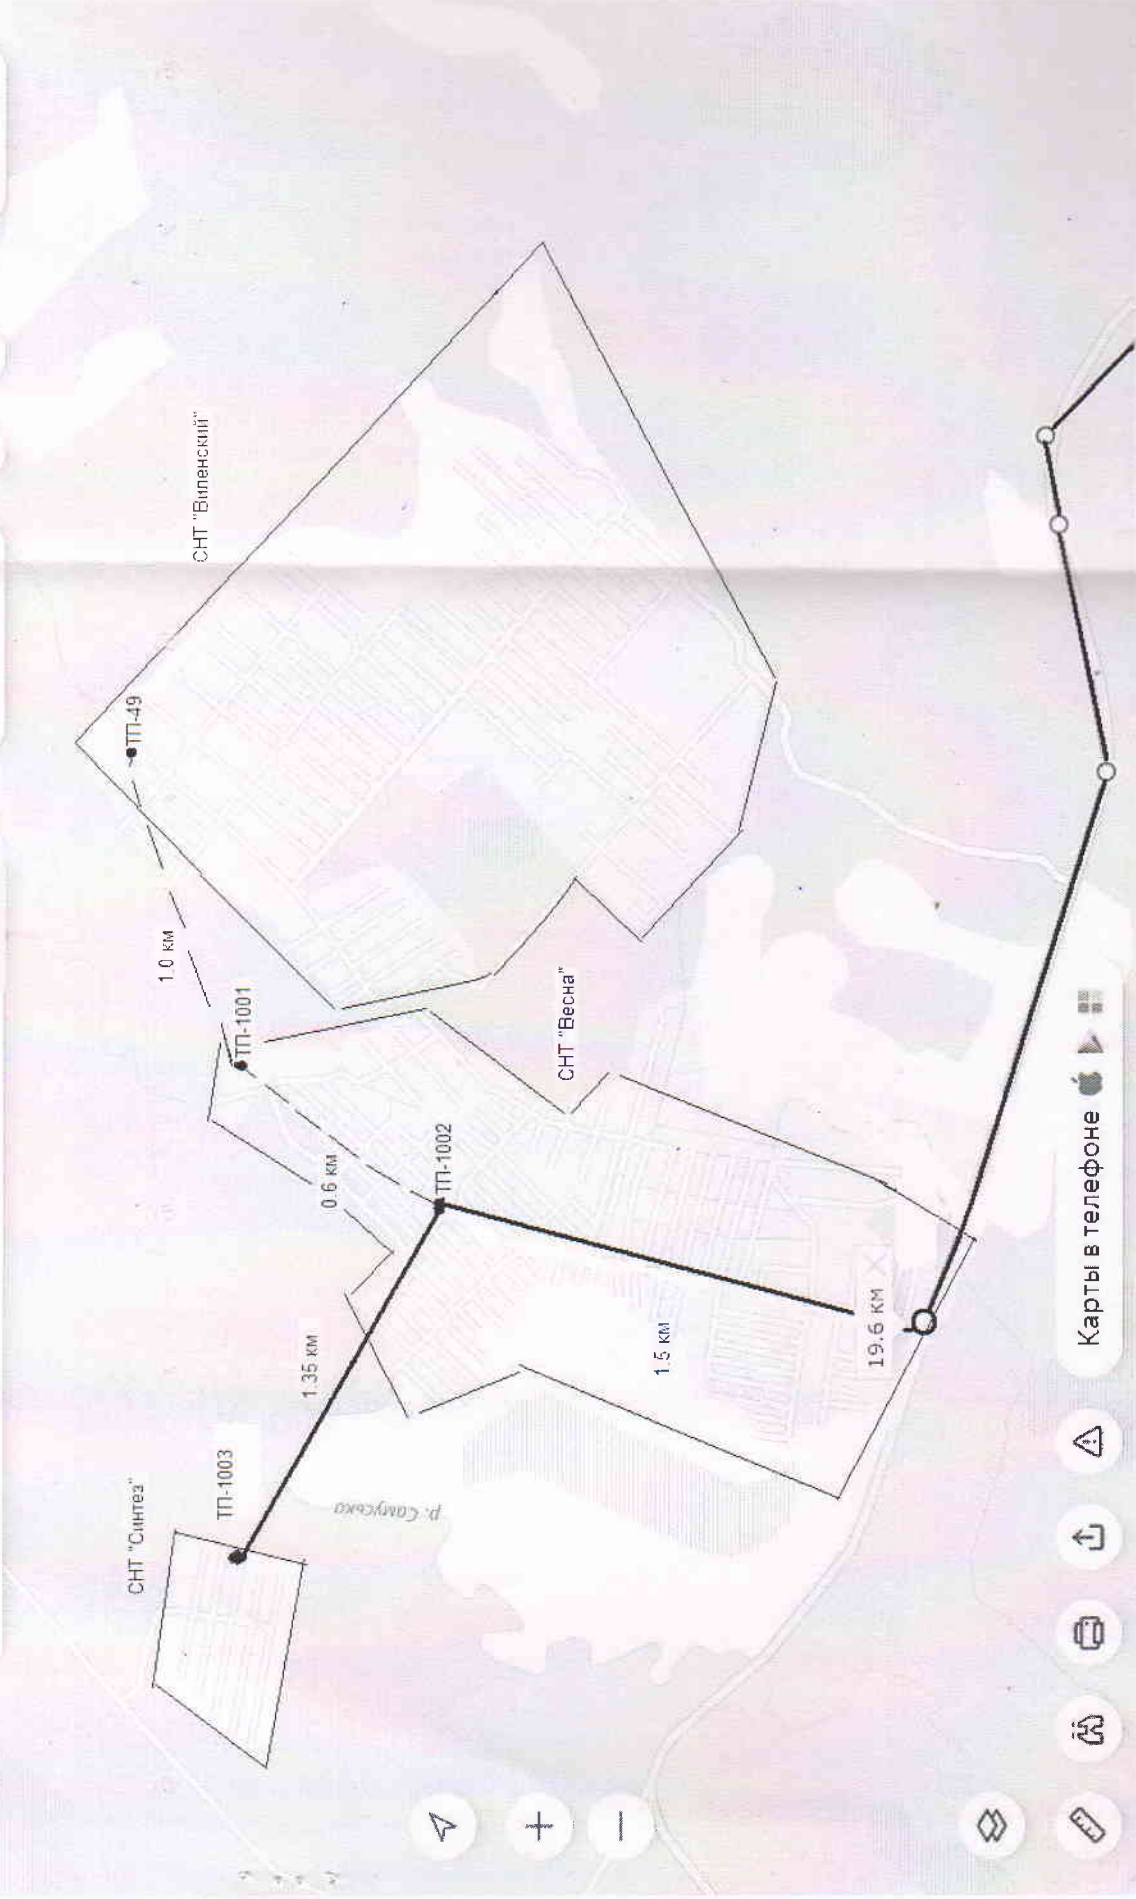 СНТ "Синтез"
ТП-1003
р. Самуська
1.35 км
0.6 км
ТП-1002
1.0 км
ТП-1001
ТП-49
СНТ "Виленский"
СНТ "Весна"
1.5 км
19.6 км
Карты в телефоне